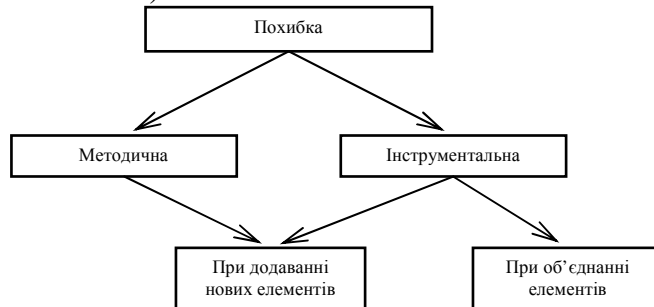 Похибка
Методична
Інструментальна
При додаванні
нових елементів
При об’єднанні
елементів